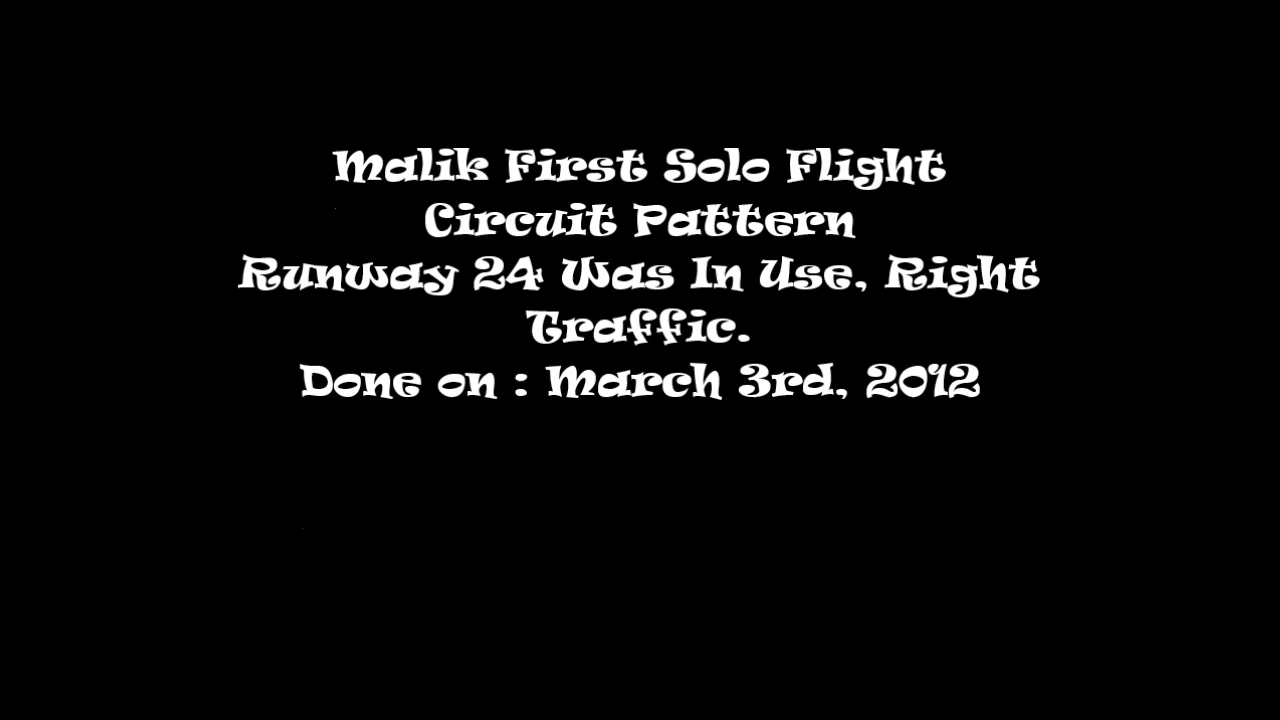 Malik First Solo Flight
Circuit Pattern
Runway 24 Was In Use, Right
Traffic.
Done on : March 3rd, 2012